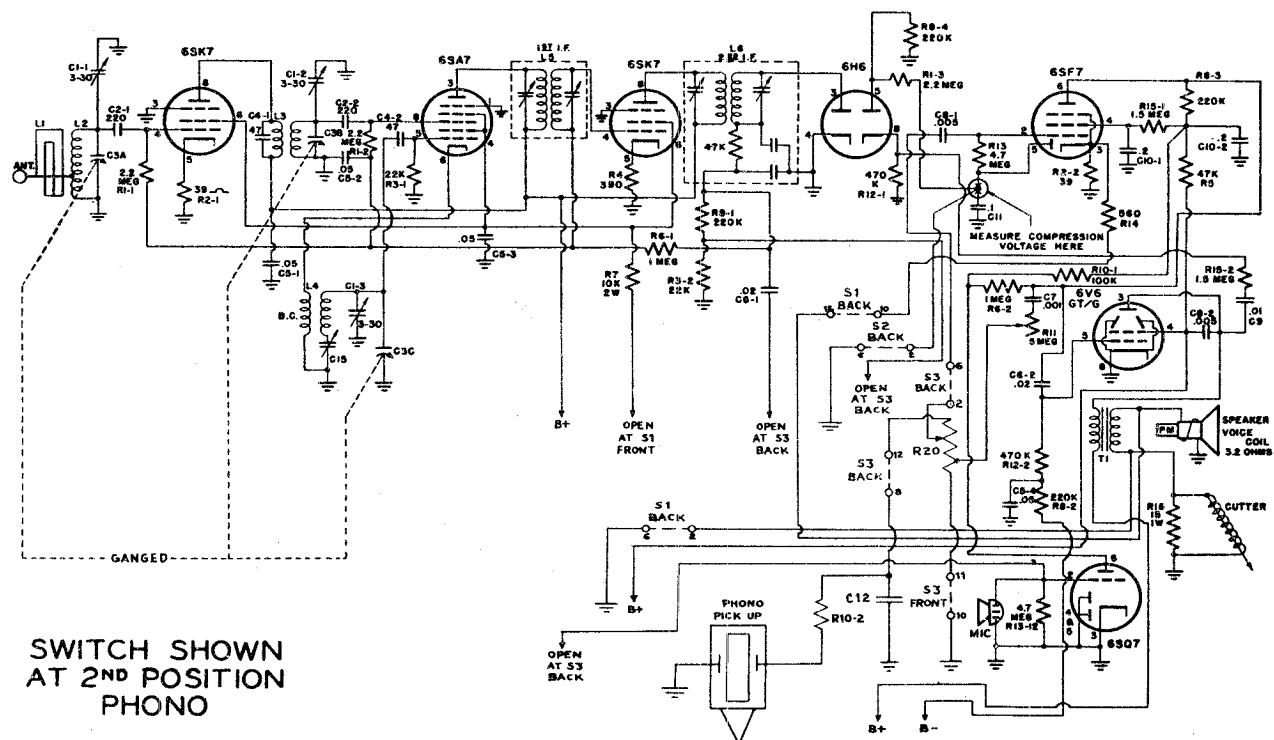 C1-1
3-30
6SK7
C1-2
3-30
6SA7
1ST I.F.
L5
6SK7
L6
2ND I.F.
6H6
R8-4
220K
R1-3
2.2 MEG
6SF7
R8-3
220K
R15-1
1.5 MEG
.2
C10-1
.2
C10-2
L1
L2
C2-1
220
ANT.
C3A
2.2
MEG
R1-1
39
R2-1
C4-1
47
L3
C3B
C2-2
220
2.2
MEG
R1-2
.05
C5-2
C4-2
47
22K
R3-1
R4
390
47K
C8-1
.005
470
K
R12-1
R13
4.7
MEG
.1
C11
R2-2
39
47K
R5
560
R14
MEASURE COMPRESSION
VOLTAGE HERE
.05
C5-1
.05
C5-3
R9-1
220K
R6-1
1 MEG
R7
10K
2W
R3-2
22K
.02
C6-1
L4
B.C.
C1-3
3-30
C15
C3C
R10-1
100K
R15-2
1.5 MEG
.01
C9
1 MEG
R6-2
C7
.001
R11
5 MEG
6V6
GT/G
C8-2
.005
S1
BACK
S2
BACK
OPEN
AT S3
BACK
S3
BACK
C6-2
.02
B+
OPEN
AT S1
FRONT
OPEN
AT S3
BACK
R20
S3
BACK
470K
R12-2
220K
R8-2
T1
PM
SPEAKER
VOICE
COIL
3.2 OHMS
R16
15
1W
CUTTER
S1
BACK
GANGED
B+
OPEN
AT S3
BACK
PHONO
PICK UP
R10-2
C12
S3
FRONT
MIC
4.7
MEG
R13-12
6SQ7
B+
B-
SWITCH SHOWN
AT 2ND POSITION
PHONO